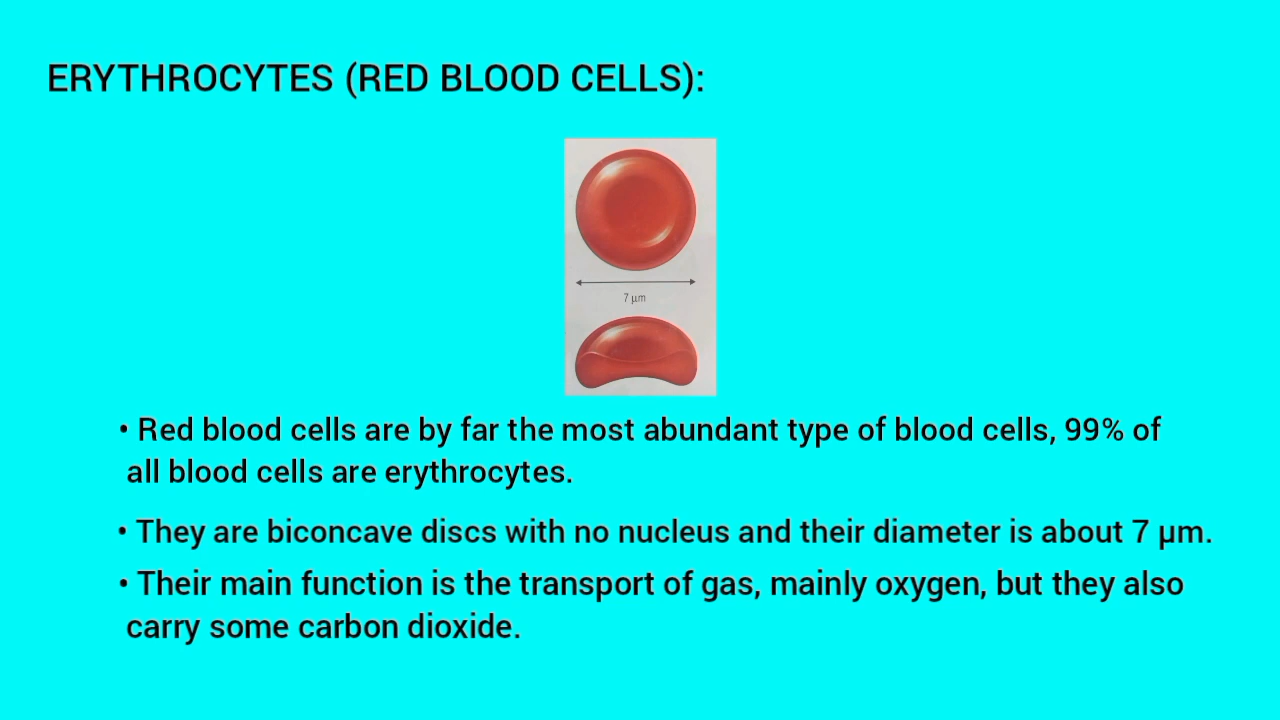 ERYTHROCYTES (RED BLOOD CELLS):
7 µm
• Red blood cells are by far the most abundant type of blood cells, 99% of
all blood cells are erythrocytes.
• They are biconcave discs with no nucleus and their diameter is about 7 µm.
• Their main function is the transport of gas, mainly oxygen, but they also
carry some carbon dioxide.